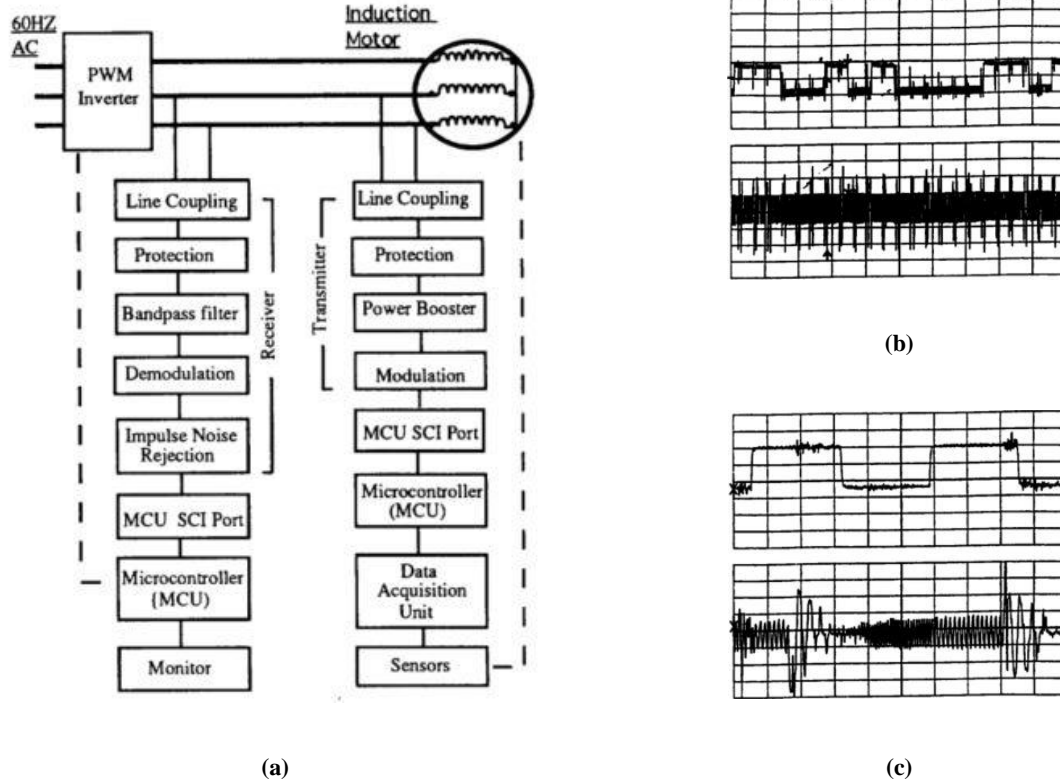 60HZ
AC
PWM
Inverter
Induction
Motor
Line Coupling
Protection
Bandpass filter
Demodulation
Impulse Noise
Rejection
MCU SCI Port
Microcontroller
(MCU)
Monitor
Receiver
Transmitter
Line Coupling
Protection
Power Booster
Modulation
MCU SCI Port
Microcontroller
(MCU)
Data
Acquisition
Unit
Sensors
(a)
(b)
(c)